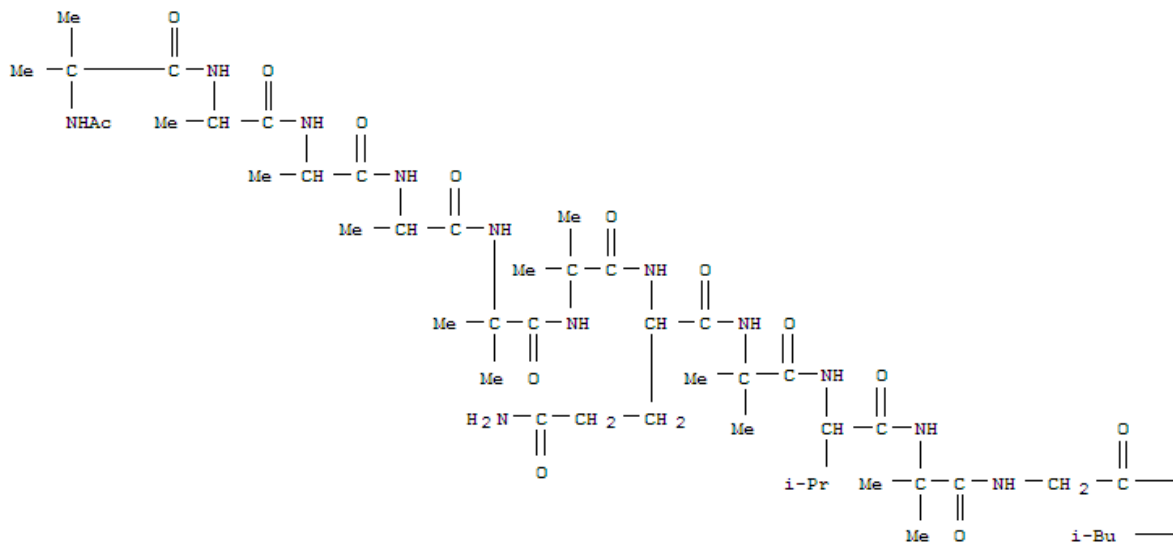 Me O
Me C C NH O
NHAc Me CH C NH O
Me CH C NH O
Me CH C NH Me O
Me C C NH O
Me C C NH CH C NH O
Me O Me C C NH O
H2N C CH2 CH2 Me CH C NH O
O i-Pr Me C C NH CH2 C
Me O i-Bu